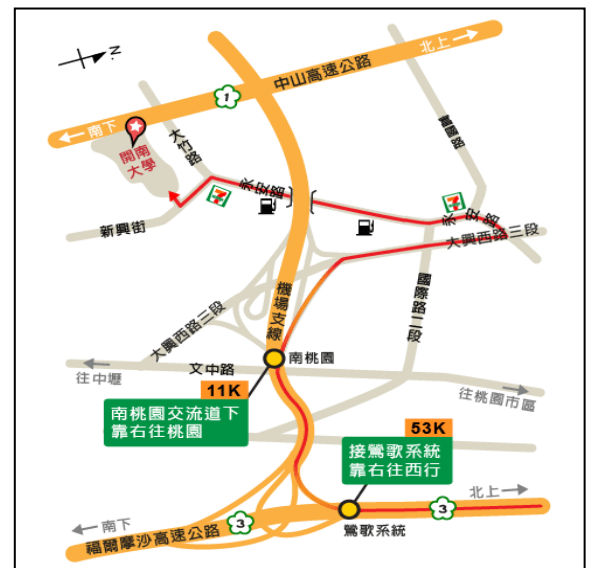 N
北上
中山高速公路
1
南下
開南
大學
大竹路
富國路
永安路
7
7
永安路
新興街
大興西路三段
機場支線
國際路二段
大興西路三段
南桃園
文中路
往中壢
往桃園市區
11K
南桃園交流道下
靠右往桃園
53K
接鶯歌系統
靠右往西行
北上
3
南下
3
福爾摩沙高速公路
鶯歌系統